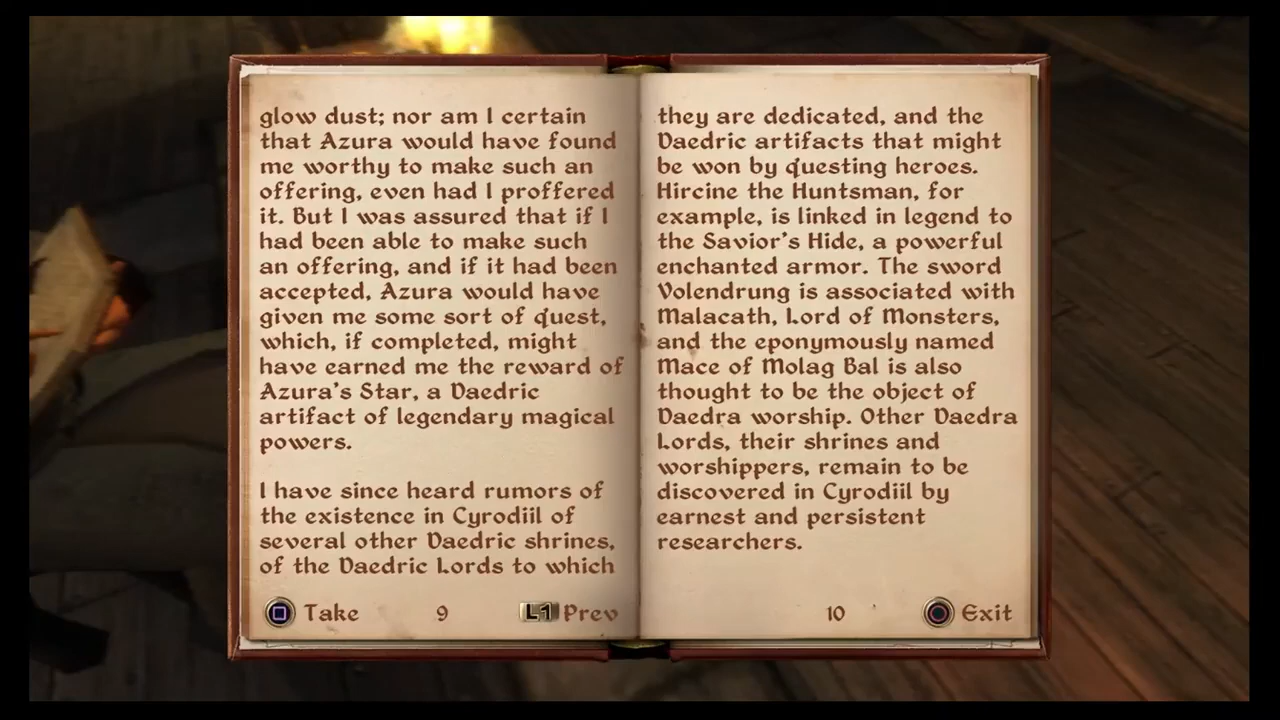 glow dust; nor am I certain
that Azura would have found
me worthy to make such an
offering, even had I proffered
it. But I was assured that if I
had been able to make such
an offering, and if it had been
accepted, Azura would have
given me some sort of quest,
which, if completed, might
have earned me the reward of
Azura's Star, a Daedric
artifact of legendary magical
powers.
I have since heard rumors of
the existence in Cyrodiil of
several other Daedric shrines,
of the Daedric Lords to which
Take 9 L1 Prev
they are dedicated, and the
Daedric artifacts that might
be won by questing heroes.
Hircine the Huntsman, for
example, is linked in legend to
the Savior's Hide, a powerful
enchanted armor. The sword
Volendrung is associated with
Malacath, Lord of Monsters,
and the eponymously named
Mace of Molag Bal is also
thought to be the object of
Daedra worship. Other Daedra
Lords, their shrines and
worshippers, remain to be
discovered in Cyrodiil by
earnest and persistent
researchers.
10 Exit